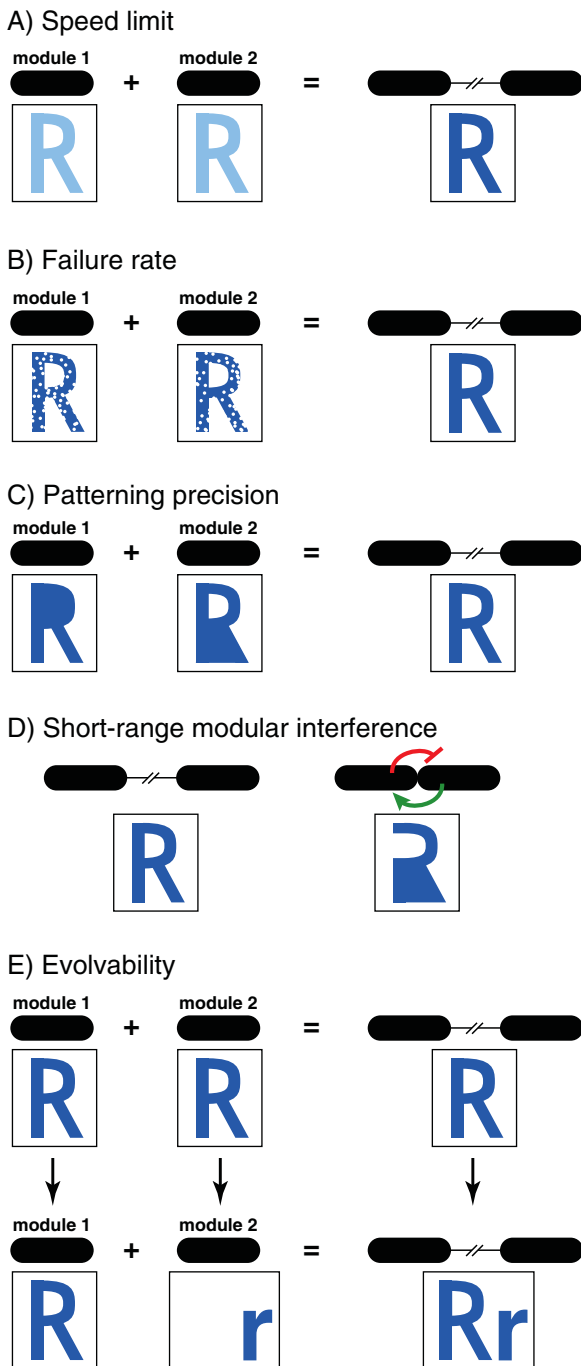 A) Speed limit
module 1 module 2
+ =
R R R
B) Failure rate
module 1 module 2
+ =
R R R
C) Patterning precision
module 1 module 2
+ =
R R R
D) Short-range modular interference
R R
E) Evolvability
module 1 module 2
+ =
R R R
module 1 module 2
+ =
R r Rr